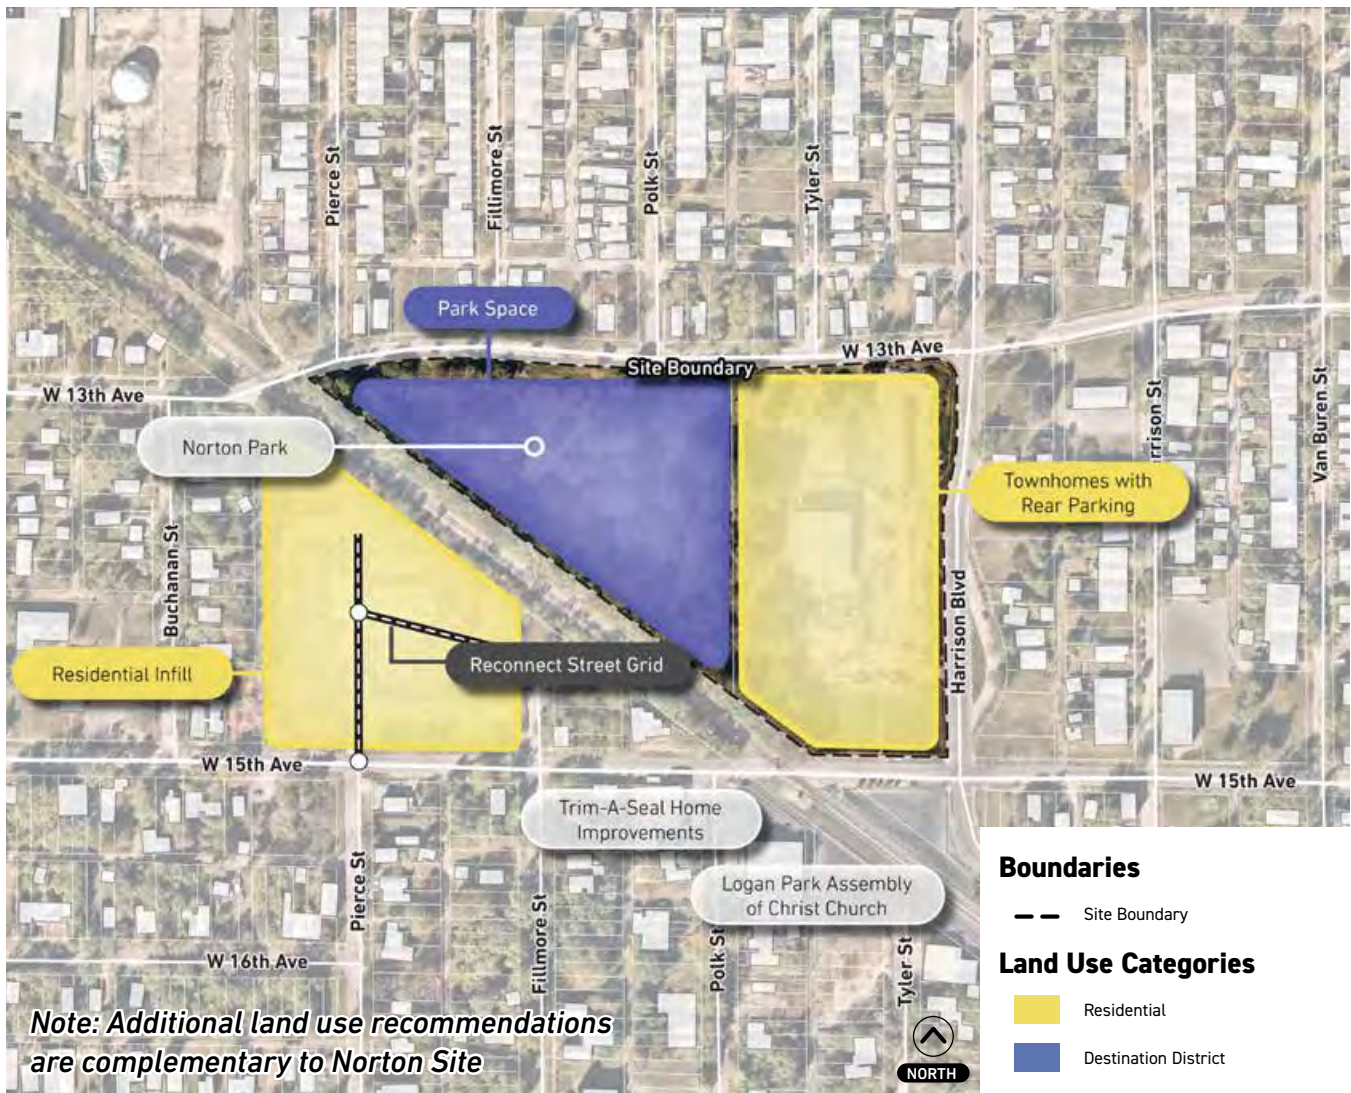 Pierce St
Fillmore St
Polk St
Tyler St
Park Space
W 13th Ave
Site Boundary
W 13th Ave
Norton Park
Harrison St
Van Buren St
Townhomes with
Rear Parking
Buchanan St
Harrison Blvd
Reconnect Street Grid
Residential Infill
W 15th Ave
W 15th Ave
Trim-A-Seal Home
Improvements
Pierce St
Logan Park Assembly
of Christ Church
Fillmore St
Polk St
Tyler St
W 16th Ave
Note: Additional land use recommendations
are complementary to Norton Site
NORTH
Boundaries
Site Boundary
Land Use Categories
Residential
Destination District